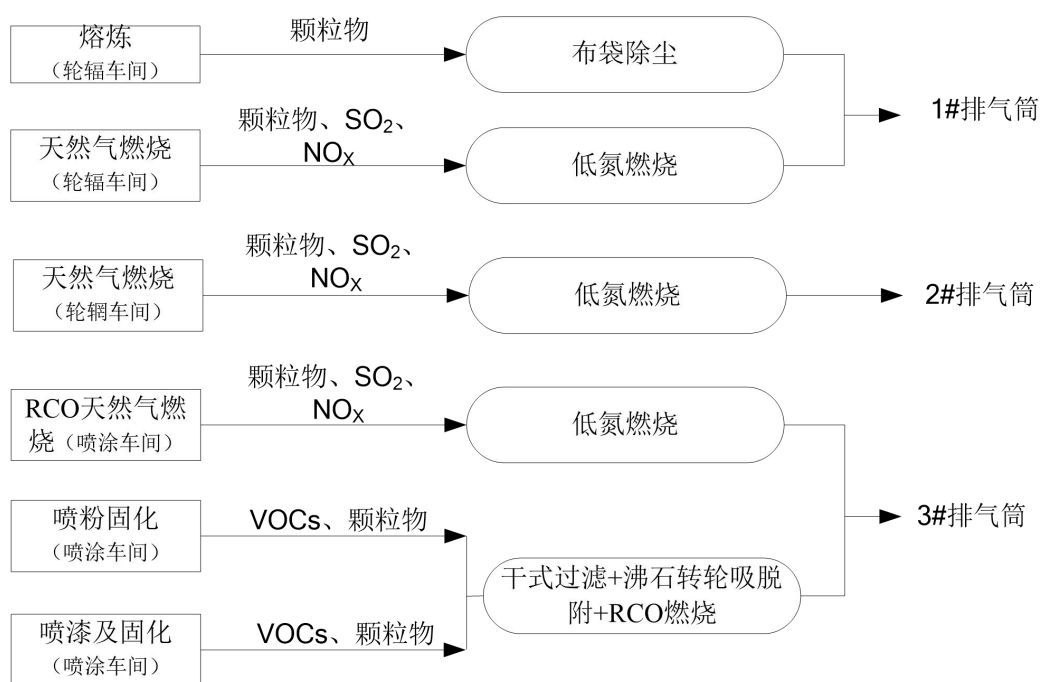 熔炼
（轮辐车间）
颗粒物
布袋除尘
1#排气筒
天然气燃烧
（轮辐车间）
颗粒物、SO₂、
NOX
低氮燃烧
天然气燃烧
（轮辋车间）
颗粒物、SO₂、
NOX
低氮燃烧
2#排气筒
RCO天然气燃
烧（喷涂车间）
颗粒物、SO₂、
NOX
低氮燃烧
3#排气筒
喷粉固化
（喷涂车间）
VOCs、颗粒物
干式过滤+沸石转轮吸脱
附+RCO燃烧
喷漆及固化
（喷涂车间）
VOCs、颗粒物